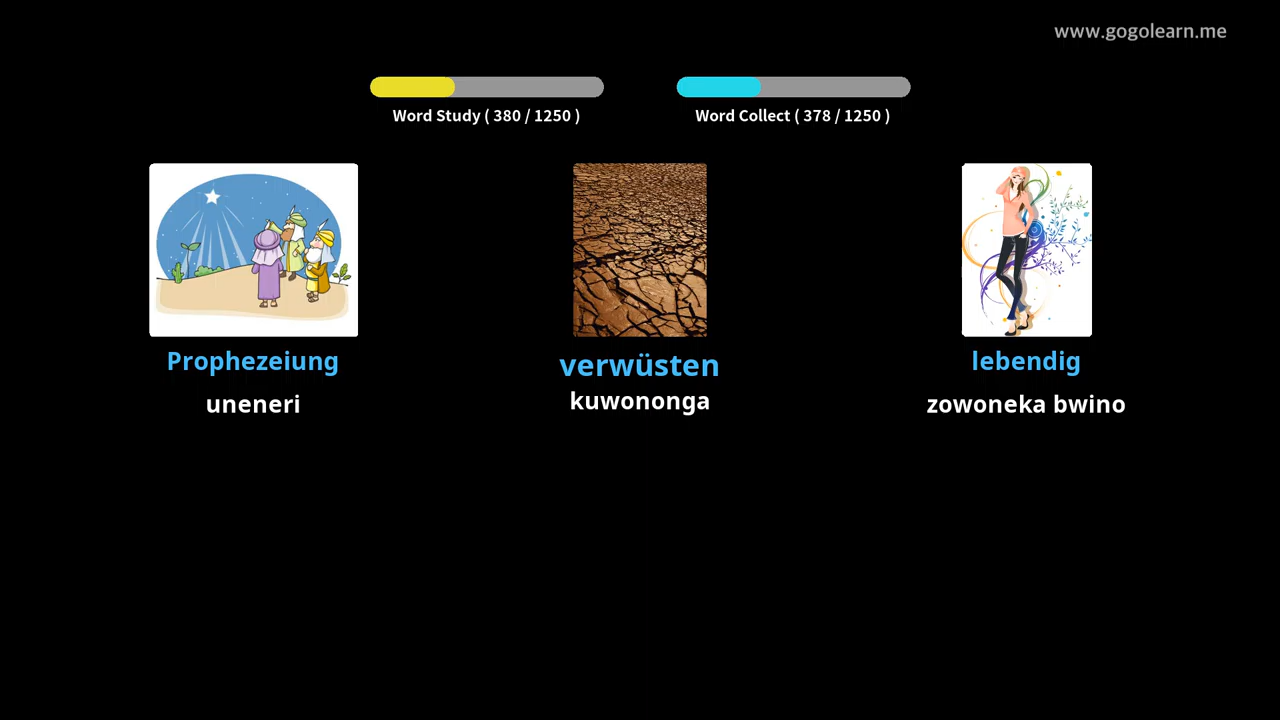 www.gogolearn.me
Word Study ( 380 / 1250 )
Word Collect ( 378 / 1250 )
Prophezeiung
uneneri
verwüsten
kuwononga
lebendig
zowoneka bwino